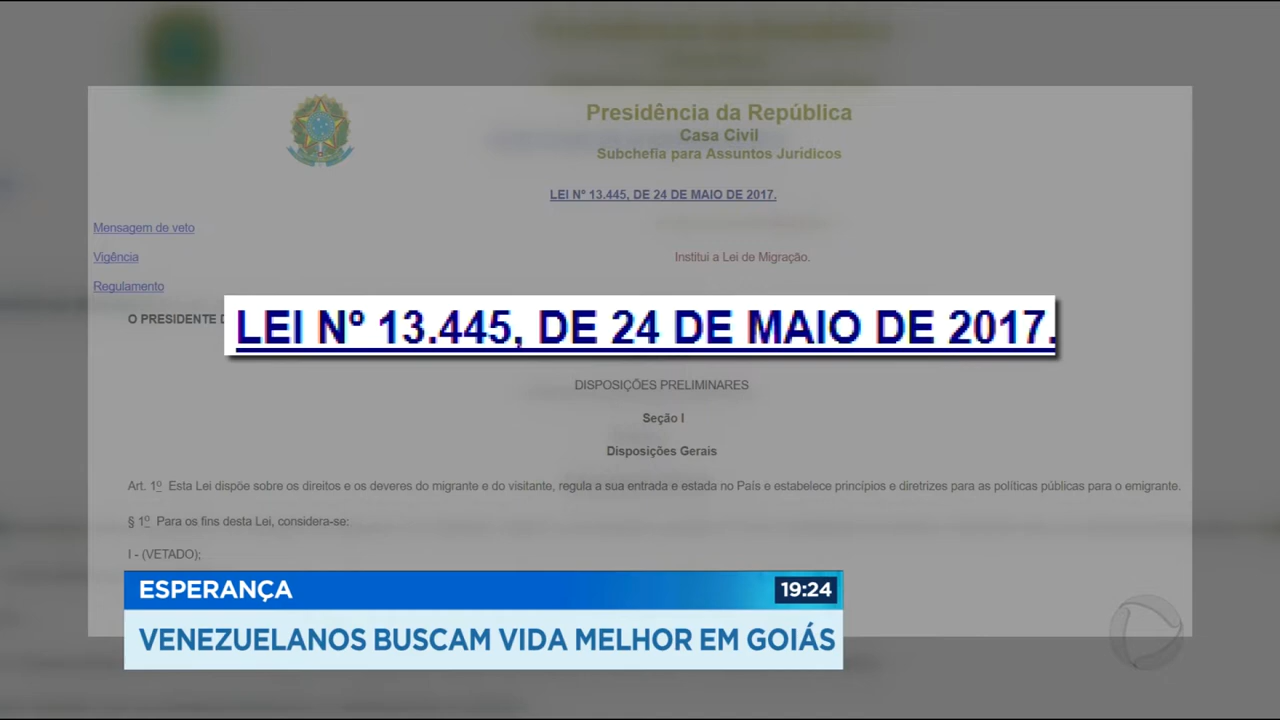 Presidência da República
Casa Civil
Subchefia para Assuntos Jurídicos
LEI Nº 13.445, DE 24 DE MAIO DE 2017.
Mensagem de veto
Vigência
Institui a Lei de Migração.
Regulamento
O PRESIDENTE
LEI Nº 13.445, DE 24 DE MAIO DE 2017.
DISPOSIÇÕES PRELIMINARES
Seção I
Disposições Gerais
Art. 1º Esta Lei dispõe sobre os direitos e os deveres do migrante e do visitante, regula a sua entrada e estada no País e estabelece princípios e diretrizes para as políticas públicas para o emigrante.
§ 1º Para os fins desta Lei, considera-se:
I - (VETADO);
ESPERANÇA 19:24
VENEZUELANOS BUSCAM VIDA MELHOR EM GOIÁS